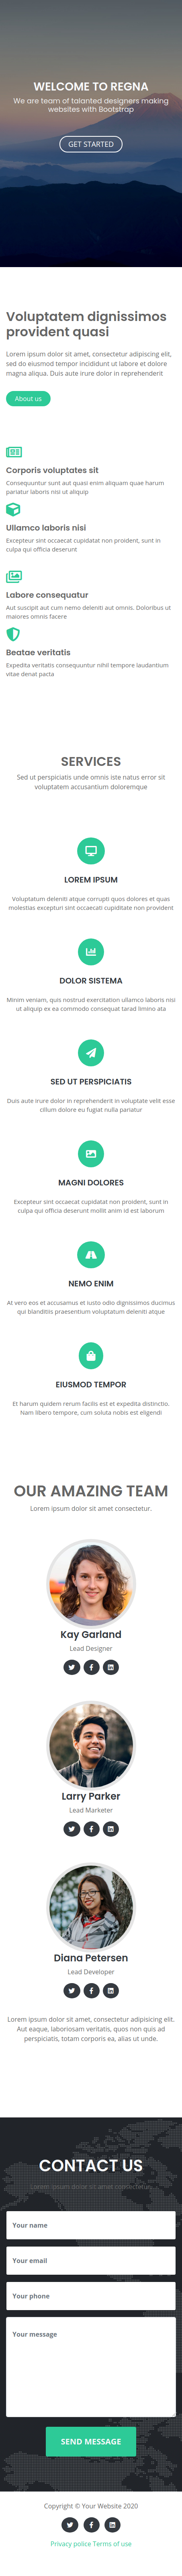 WELCOME TO REGNA
We are team of talanted designers making
websites with Bootstrap
GET STARTED
Voluptatem dignissimos
provident quasi
Lorem ipsum dolor sit amet, consectetur adipiscing elit,
sed do eiusmod tempor incididunt ut labore et dolore
magna aliqua. Duis aute irure dolor in reprehenderit
About us
Corporis voluptates sit
Consequuntur sunt aut quasi enim aliquam quae harum
pariatur laboris nisi ut aliquip
Ullamco laboris nisi
Excepteur sint occaecat cupidatat non proident, sunt in
culpa qui officia deserunt
Labore consequatur
Aut suscipit aut cum nemo deleniti aut omnis. Doloribus ut
maiores omnis facere
Beatae veritatis
Expedita veritatis consequuntur nihil tempore laudantium
vitae denat pacta
SERVICES
Sed ut perspiciatis unde omnis iste natus error sit
voluptatem accusantium doloremque
LOREM IPSUM
Voluptatum deleniti atque corrupti quos dolores et quas
molestias excepturi sint occaecati cupiditate non provident
DOLOR SISTEMA
Minim veniam, quis nostrud exercitation ullamco laboris nisi
ut aliquip ex ea commodo consequat tarad limino ata
SED UT PERSPICIATIS
Duis aute irure dolor in reprehenderit in voluptate velit esse
cillum dolore eu fugiat nulla pariatur
MAGNI DOLORES
Excepteur sint occaecat cupidatat non proident, sunt in
culpa qui officia deserunt mollit anim id est laborum
NEMO ENIM
At vero eos et accusamus et iusto odio dignissimos ducimus
qui blanditiis praesentium voluptatum deleniti atque
EIUSMOD TEMPOR
Et harum quidem rerum facilis est et expedita distinctio.
Nam libero tempore, cum soluta nobis est eligendi
OUR AMAZING TEAM
Lorem ipsum dolor sit amet consectetur.
Kay Garland
Lead Designer
Larry Parker
Lead Marketer
Diana Petersen
Lead Developer
Lorem ipsum dolor sit amet, consectetur adipisicing elit.
Aut eaque, laboriosam veritatis, quos non quis ad
perspiciatis, totam corporis ea, alias ut unde.
CONTACT US
Lorem ipsum dolor sit amet consectetur.
Your name
Your email
Your phone
Your message
SEND MESSAGE
Copyright © Your Website 2020
Privacy police Terms of use